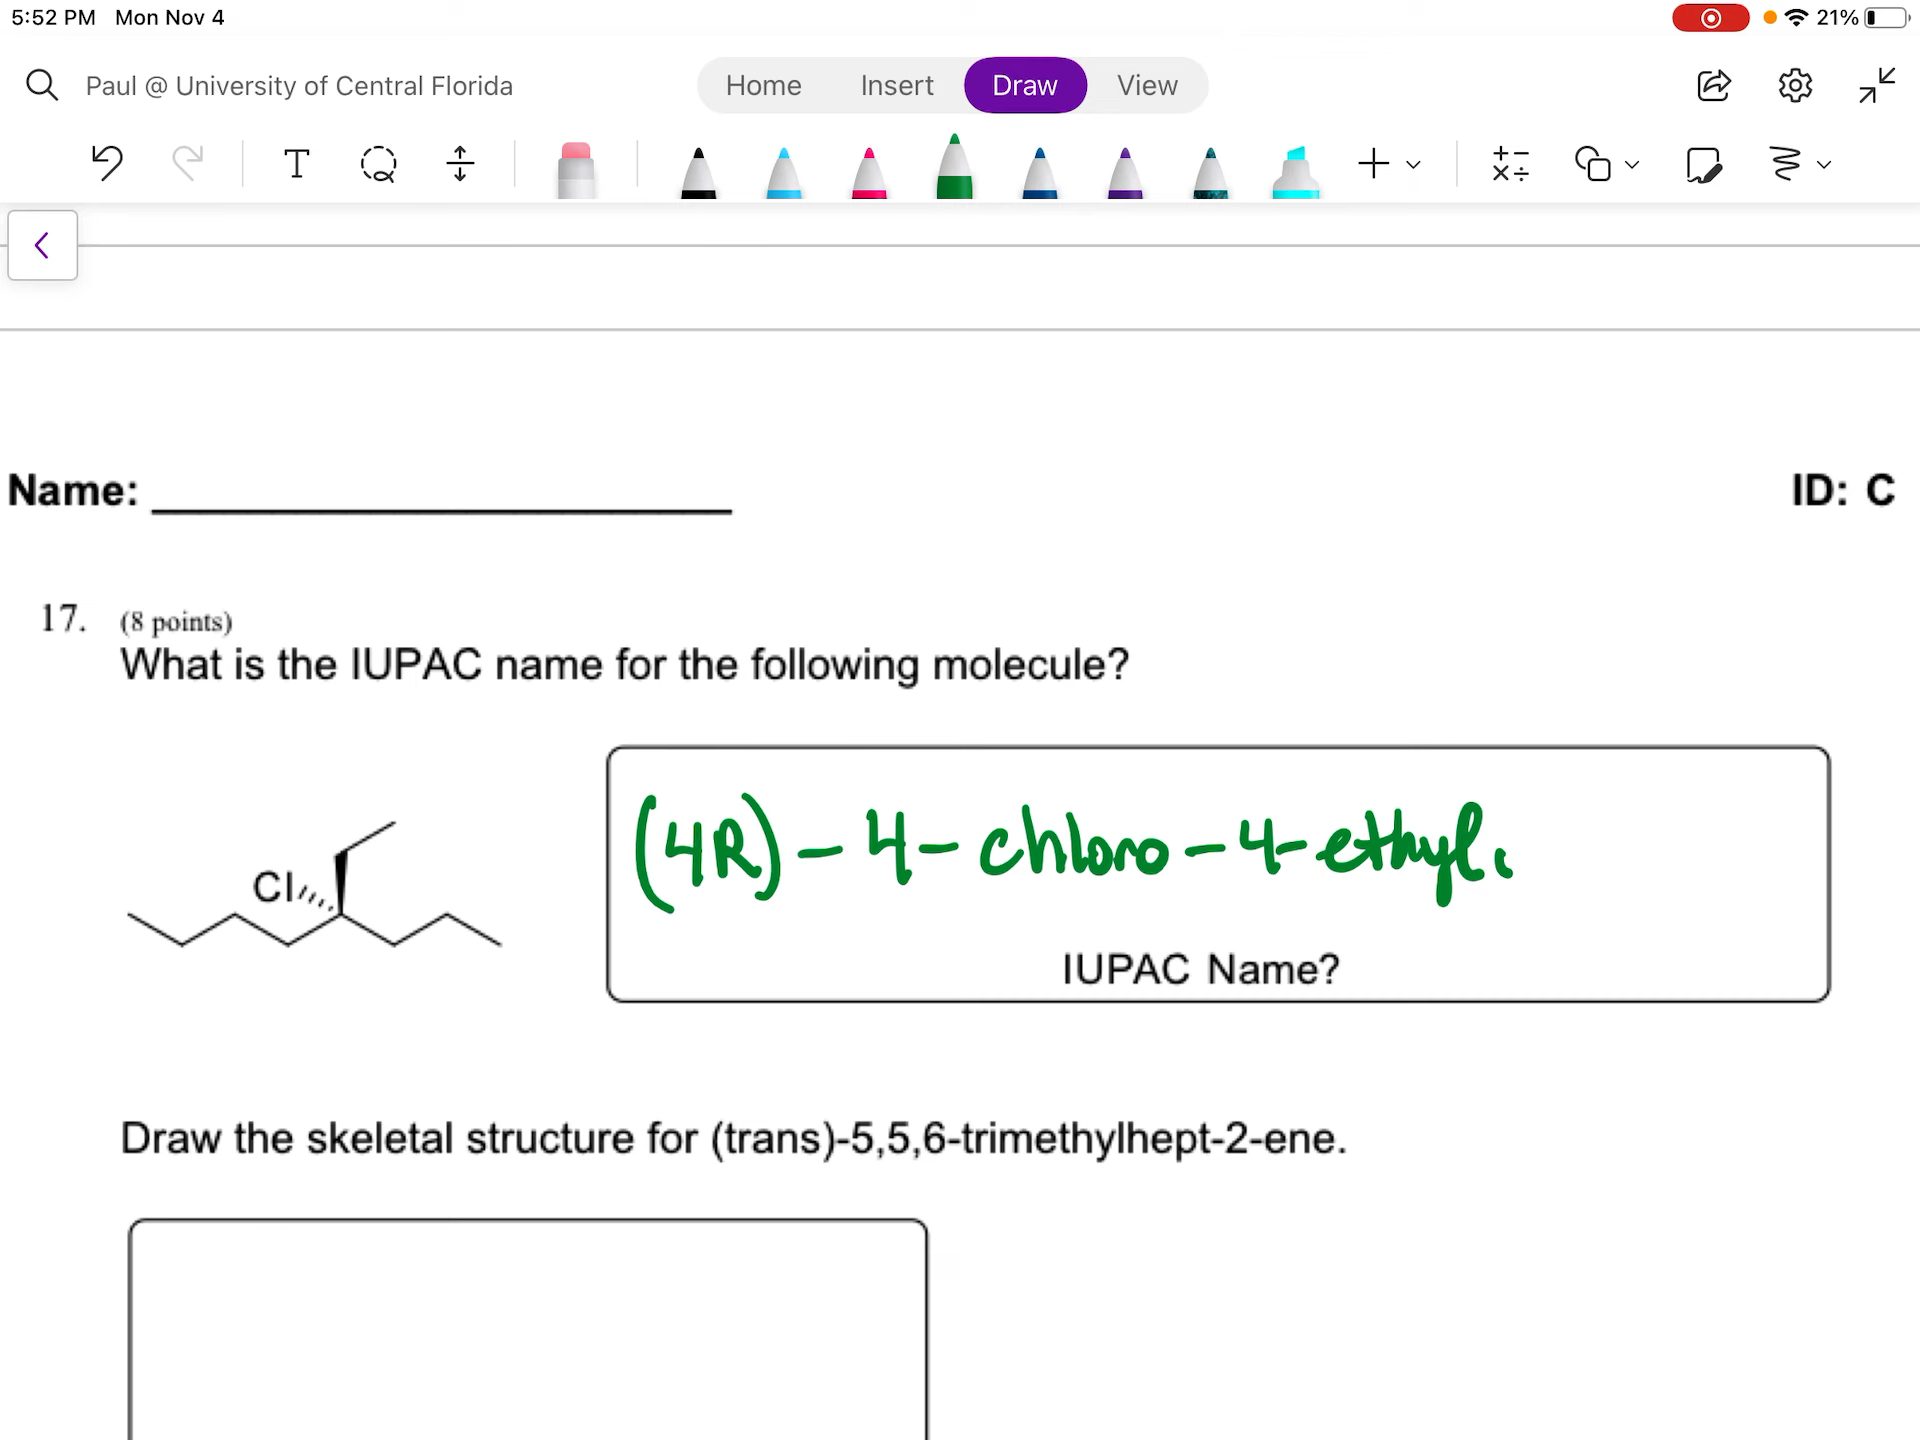 5:52 PM Mon Nov 4 21%
Paul @ University of Central Florida Home Insert Draw View
T
Name: ID: C
17. (8 points)
What is the IUPAC name for the following molecule?
(4R)-4-chloro-4-ethyl
Cl
IUPAC Name?
Draw the skeletal structure for (trans)-5,5,6-trimethylhept-2-ene.